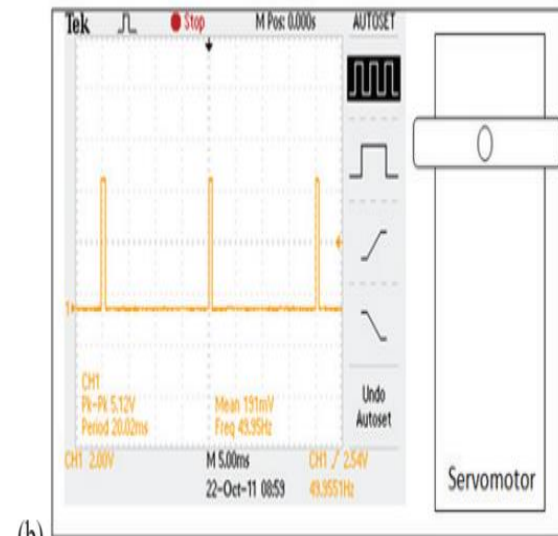 Tek Stop M Pos: 0.000s AUTOSET
1
CH1
Pk-Pk 5.12V Mean 191mV
Period 20.02ms Freq 49.95Hz
Undo
Autoset
CH1 2.00V M 5.00ms CH1 / 2.54V
22-Oct-11 08:59 49.9551Hz
Servomotor
(b)